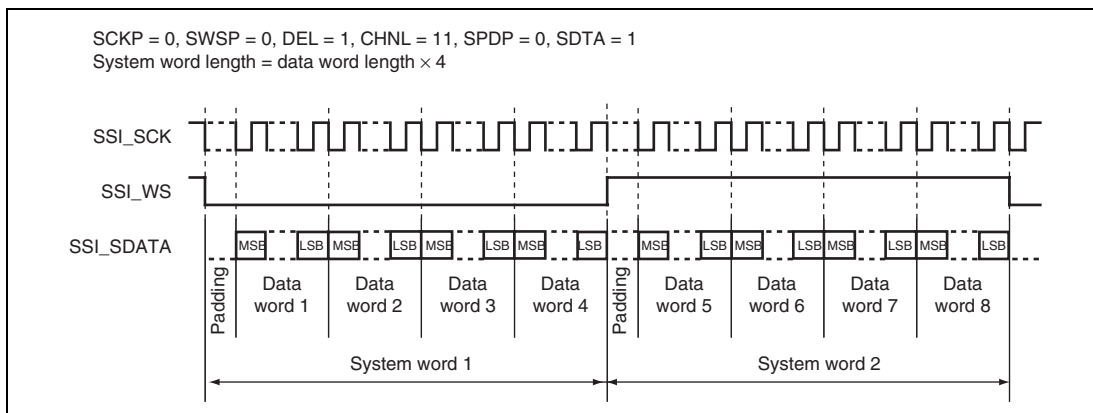 SCKP = 0, SWSP = 0, DEL = 1, CHNL = 11, SPDP = 0, SDTA = 1
System word length = data word length × 4
SSI_SCK
SSI_WS
SSI_SDATA
MSB LSB MSB LSB MSB LSB MSB LSB MSB LSB MSB LSB MSB LSB MSB LSB
Padding
Data word 1
Data word 2
Data word 3
Data word 4
Padding
Data word 5
Data word 6
Data word 7
Data word 8
System word 1
System word 2